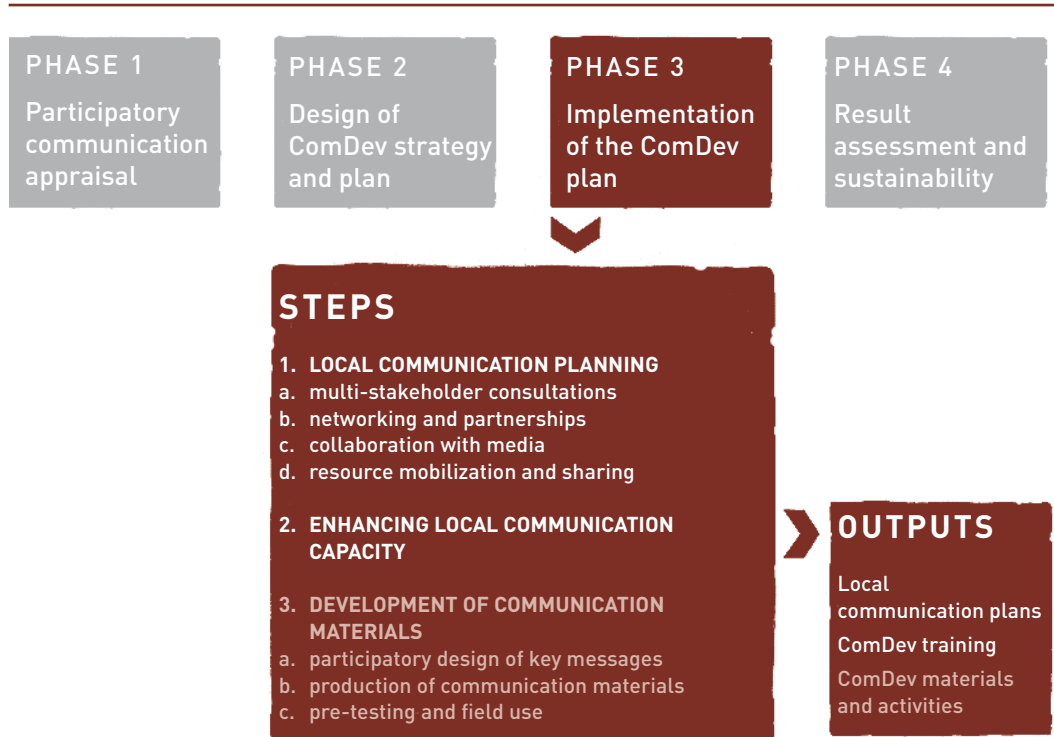 PHASE 1
Participatory
communication
appraisal
PHASE 2
Design of
ComDev strategy
and plan
PHASE 3
Implementation
of the ComDev
plan
PHASE 4
Result
assessment and
sustainability
STEPS
1. LOCAL COMMUNICATION PLANNING
a. multi-stakeholder consultations
b. networking and partnerships
c. collaboration with media
d. resource mobilization and sharing
2. ENHANCING LOCAL COMMUNICATION
CAPACITY
3. DEVELOPMENT OF COMMUNICATION
MATERIALS
a. participatory design of key messages
b. production of communication materials
c. pre-testing and field use
OUTPUTS
Local
communication plans
ComDev training
ComDev materials
and activities